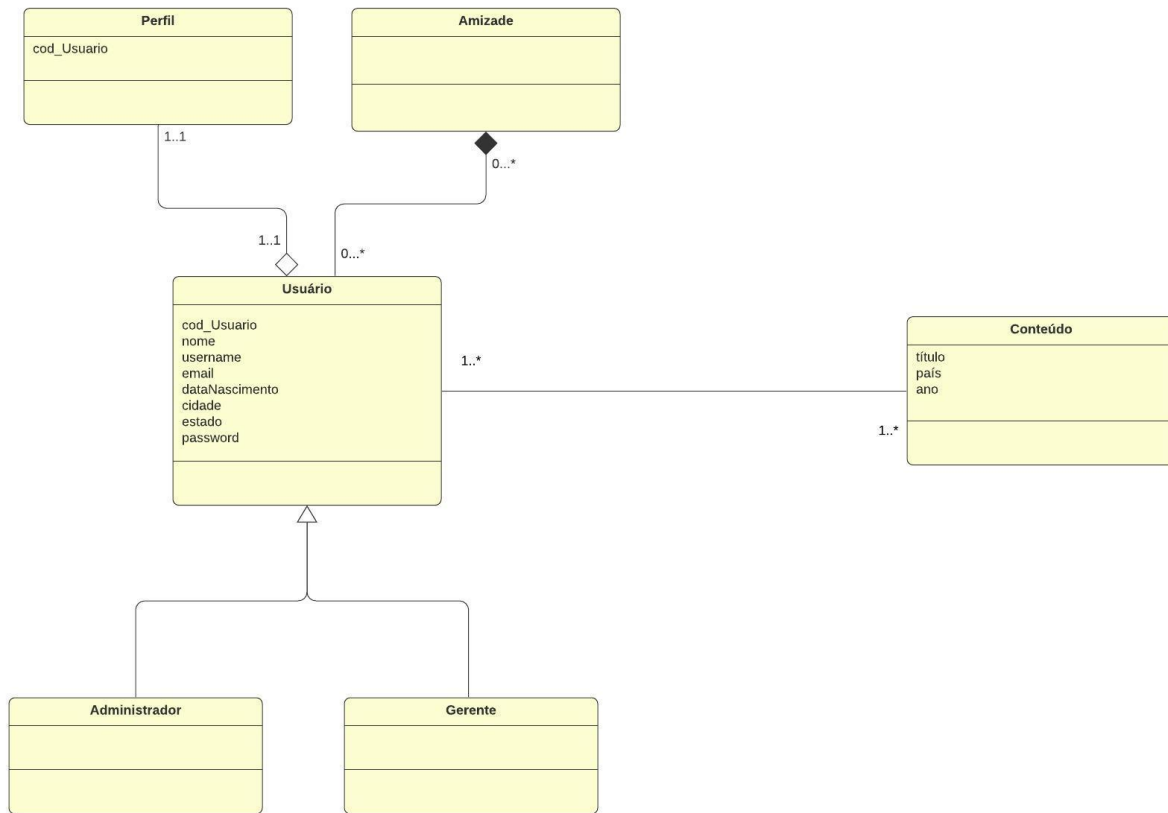 Perfil
cod_Usuario
1..1
Amizade
0...*
1..1
0...*
Usuário
cod_Usuario
nome
username
email
dataNascimento
cidade
estado
password
1..*
1..*
Conteúdo
título
país
ano
Administrador
Gerente